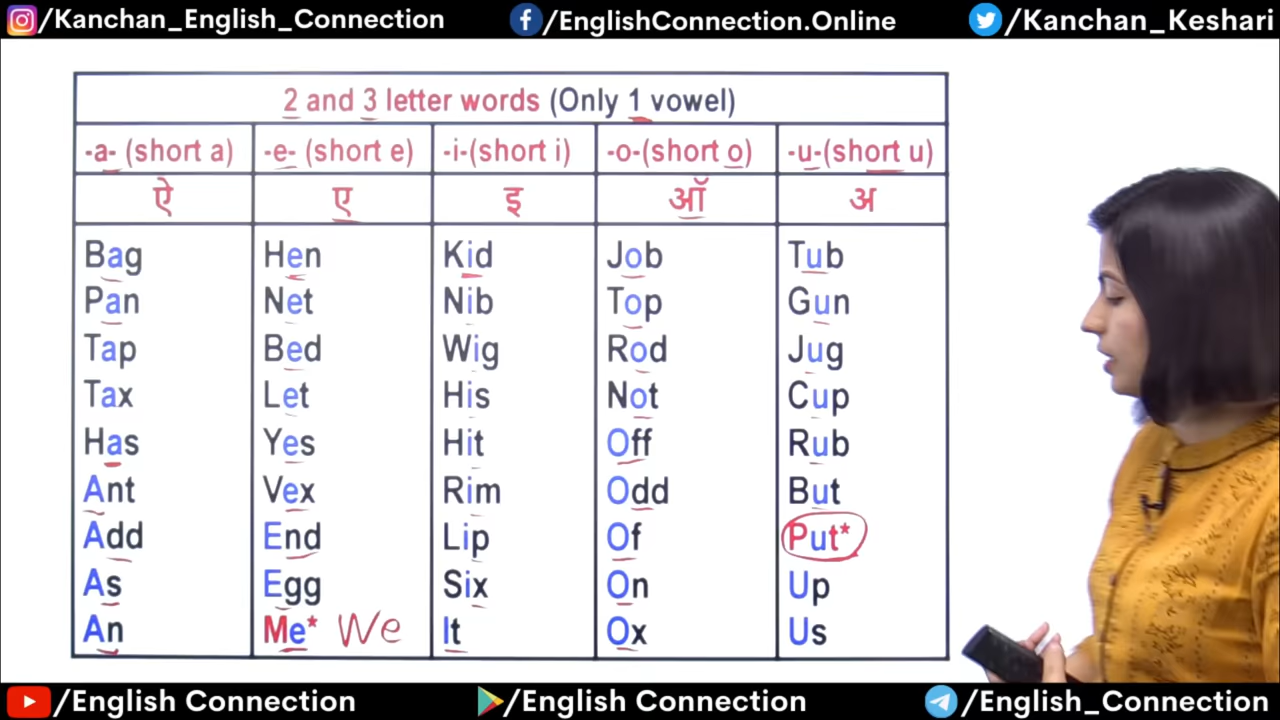 /Kanchan_English_Connection /EnglishConnection.Online /Kanchan_Keshari
2 and 3 letter words (Only 1 vowel)
-a- (short a) -e- (short e) -i-(short i) -o-(short o) -u-(short u)
ऐ ए इ ऑ अ
Bag Hen Kid Job Tub
Pan Net Nib Top Gun
Tap Bed Wig Rod Jug
Tax Let His Not Cup
Has Yes Hit Off Rub
Ant Vex Rim Odd But
Add End Lip Of Put*
As Egg Six On Up
An Me* We It Ox Us
/English Connection /English Connection /English_Connection